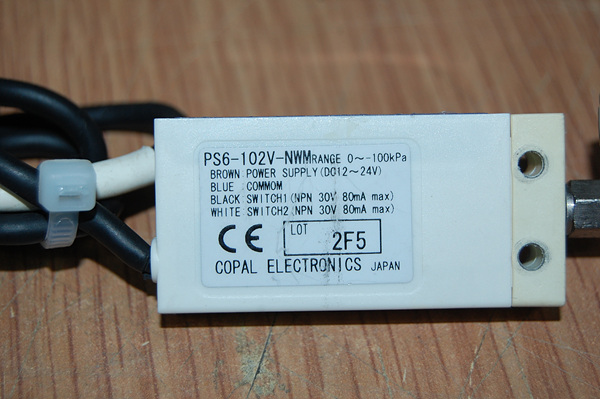 PS6-102V-NWM RANGE 0~-100kPa
BROWN POWER SUPPLY(DC12~24V)
BLUE /COMMOM
BLACK SWITCH1(NPN 30V 80mA max)
WHITE SWITCH2(NPN 30V 80mA max)
CE LOT 2F5
COPAL ELECTRONICS JAPAN